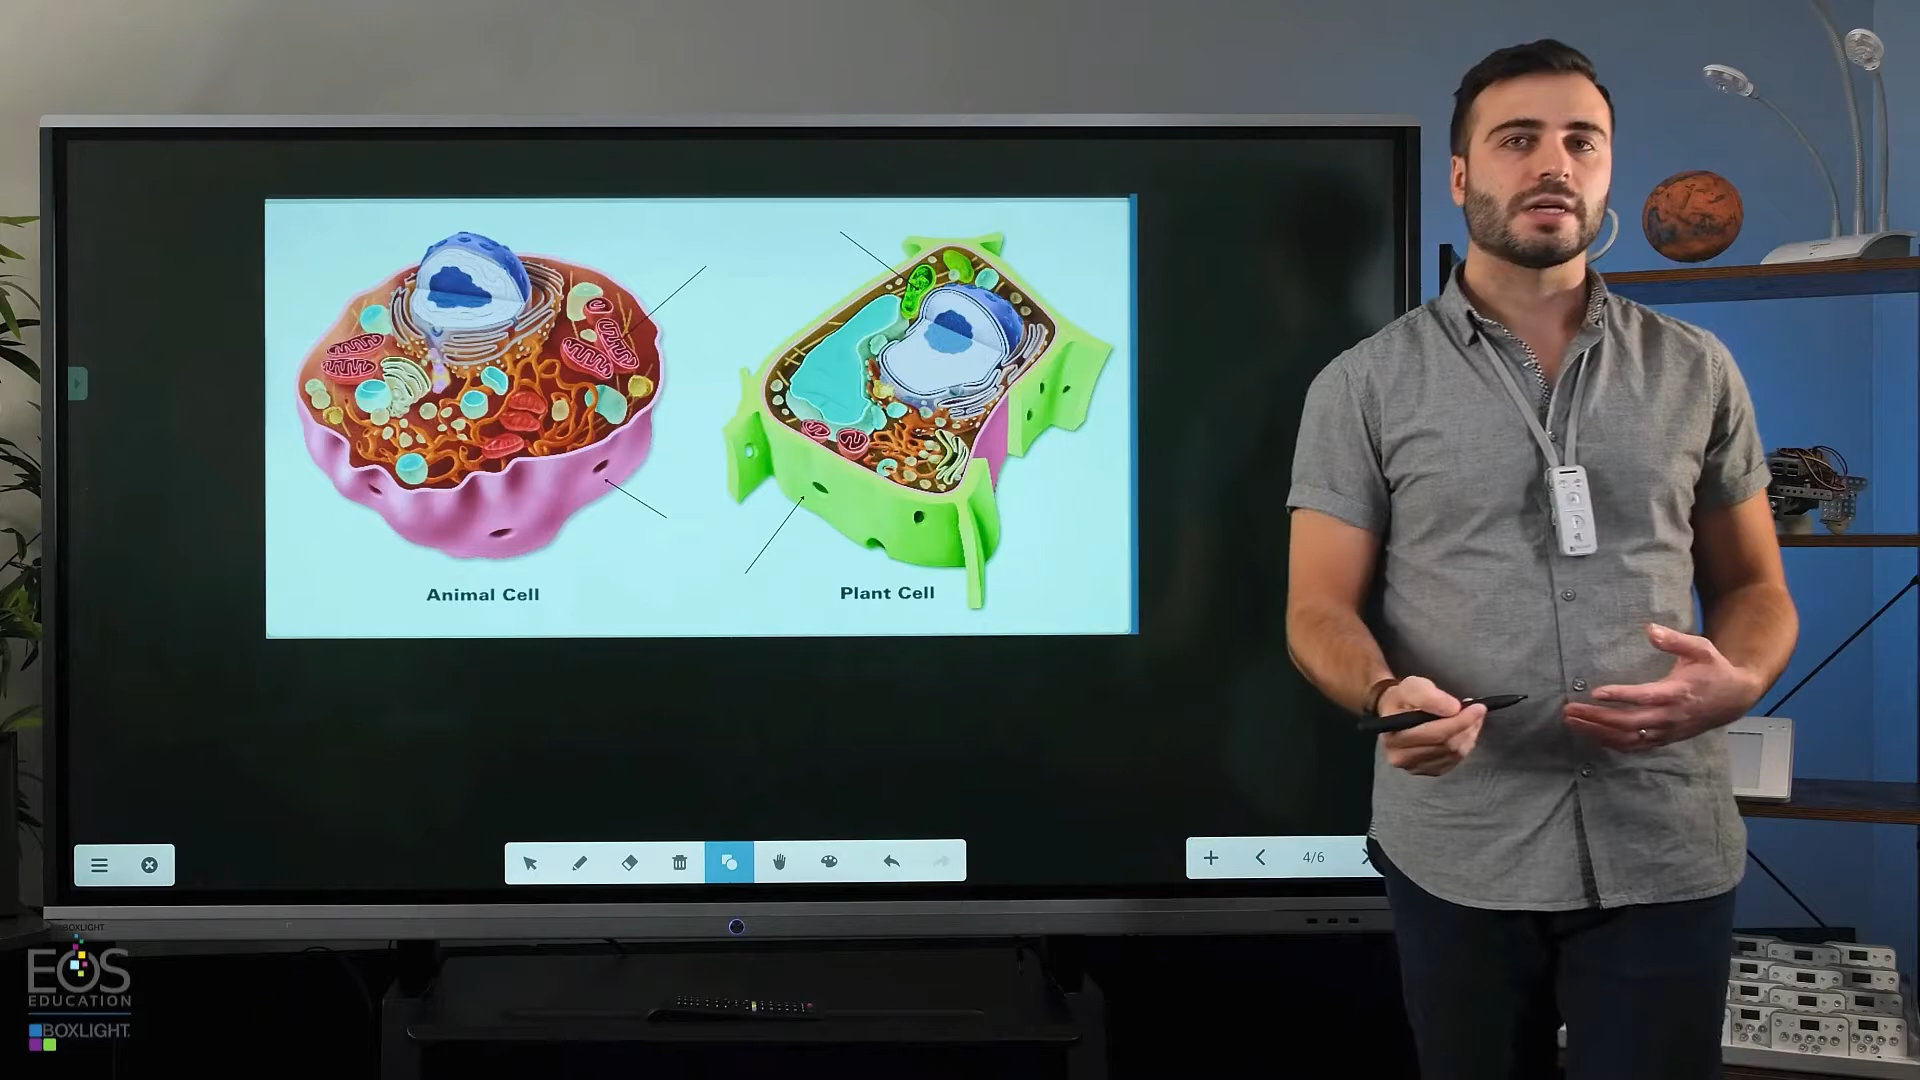 Animal Cell
Plant Cell
4/6
BOXLIGHT
EOS
EDUCATION
BOXLIGHT